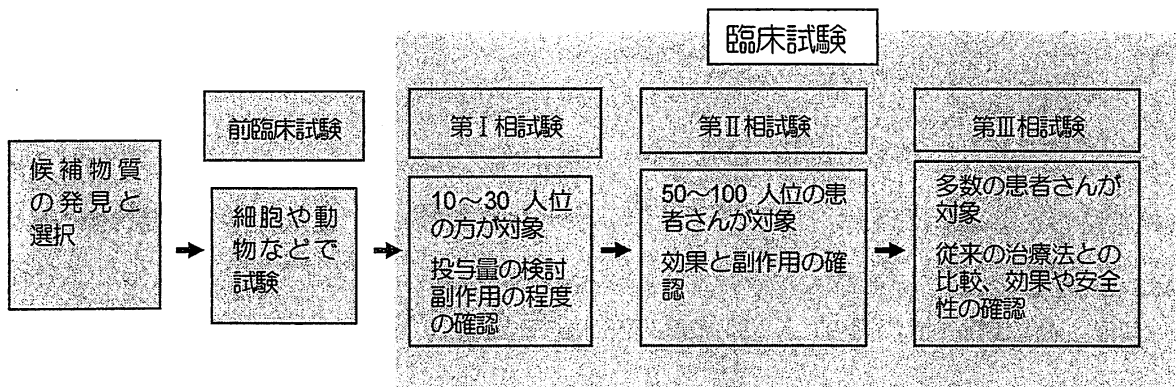 臨床試験
候補物質
の発見と
選択
前臨床試験
細胞や動
物などで
試験
第Ⅰ相試験
10~30 人位
の方が対象
投与量の検討
副作用の程度
の確認
第Ⅱ相試験
50~100 人位の患
者さんが対象
効果と副作用の確
認
第Ⅲ相試験
多数の患者さんが
対象
従来の治療法との
比較、効果や安全
性の確認